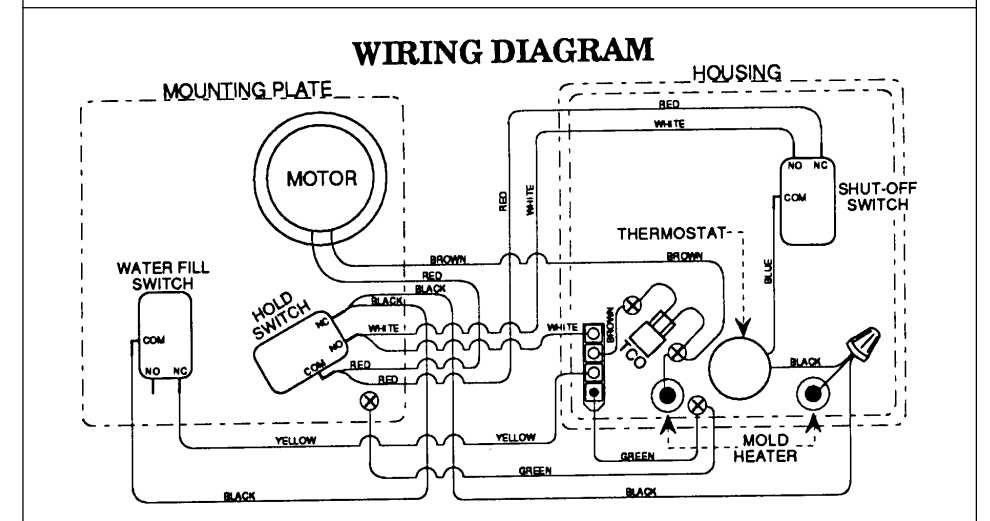 WIRING DIAGRAM
MOUNTING PLATE
HOUSING
RED
WHITE
MOTOR
NO NC
COM
SHUT-OFF
SWITCH
RED
WHITE
THERMOSTAT
BLUE
BROWN
BROWN
WATER FILL
SWITCH
RED
BLACK
BLACK
HOLD
SWITCH
NC
NO
COM
WHITE
WHITE
BROWN
TCO
COM
NO NC
RED
RED
BLACK
YELLOW
YELLOW
MOLD
HEATER
GREEN
GREEN
BLACK
BLACK